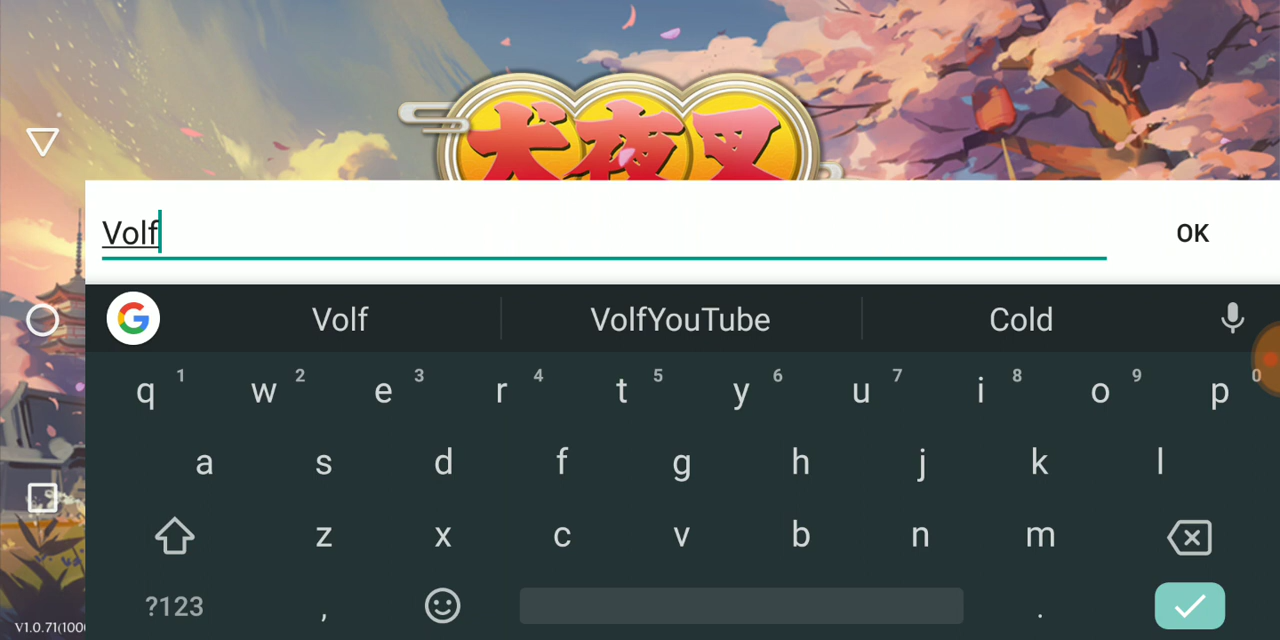 犬夜叉
Volf
OK
Volf VolfYouTube Cold
q 1 w 2 e 3 r 4 t 5 y 6 u 7 i 8 o 9 p 0
a s d f g h j k l
z x c v b n m
?123 , .
V1.0.71(100